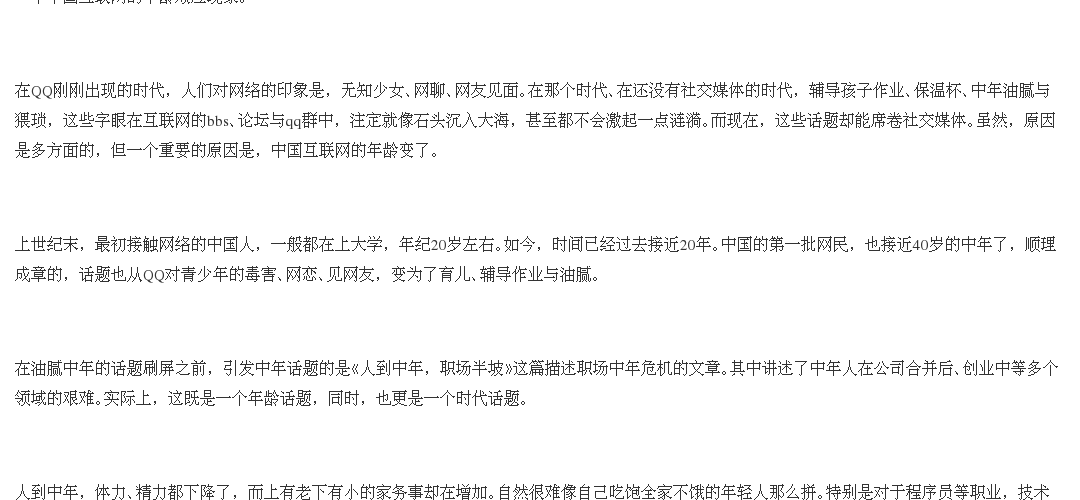 在QQ刚刚出现的时代，人们对网络的印象是，无知少女、网聊、网友见面。在那个时代、在还没有社交媒体的时代，辅导孩子作业、保温杯、中年油腻与
猥琐，这些字眼在互联网的bbs、论坛与qq群中，注定就像石头沉入大海，甚至都不会激起一点涟漪。而现在，这些话题却能席卷社交媒体。虽然，原因
是多方面的，但一个重要的原因是，中国互联网的年龄变了。
上世纪末，最初接触网络的中国人，一般都在上大学，年纪20岁左右。如今，时间已经过去接近20年。中国的第一批网民，也接近40岁的中年了，顺理
成章的，话题也从QQ对青少年的毒害、网恋、见网友，变为了育儿、辅导作业与油腻。
在油腻中年的话题刷屏之前，引发中年话题的是《人到中年，职场半坡》这篇描述职场中年危机的文章。其中讲述了中年人在公司合并后、创业中等多个
领域的艰难。实际上，这既是一个年龄话题，同时，也更是一个时代话题。
人到中年，体力、精力都下降了，而上有老下有小的家务事却在增加。自然很难像自己吃饱全家不饿的年轻人那么拼。特别是对于程序员等职业，技术